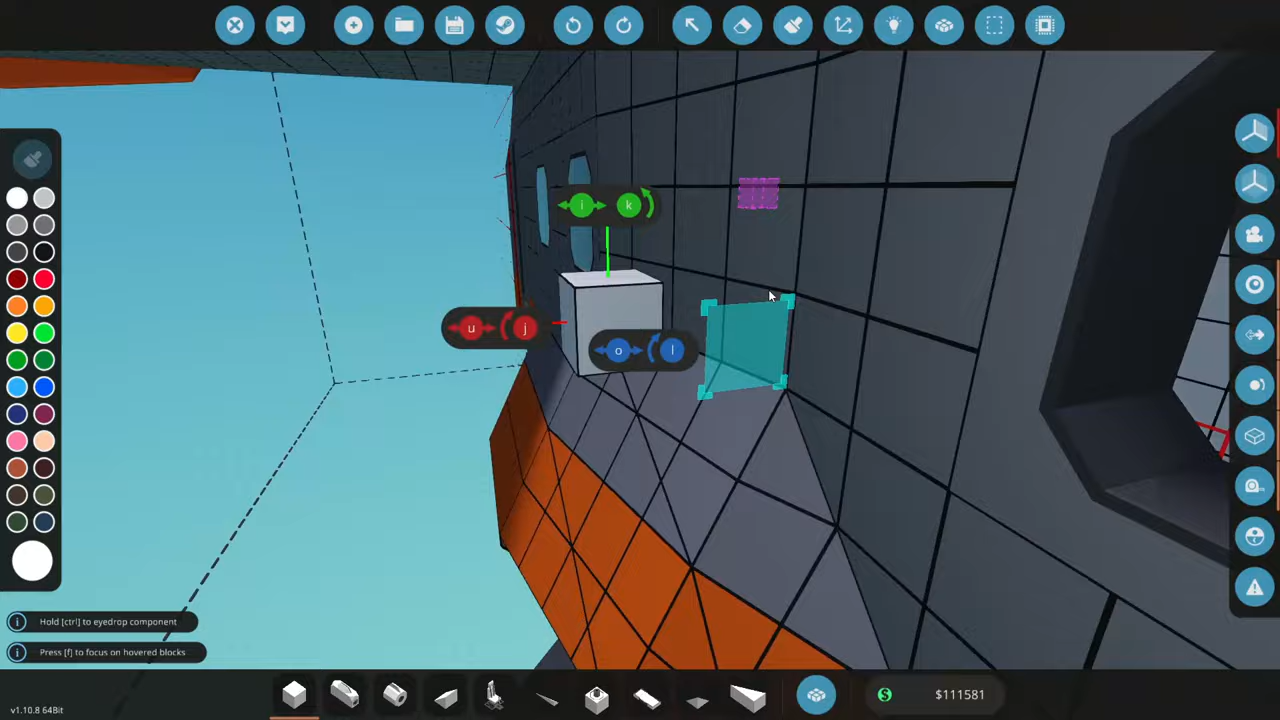 i k
u j
o l
Hold [ctrl] to eyedrop component
Press [f] to focus on hovered blocks
$ $111581
v1.10.8 64Bit